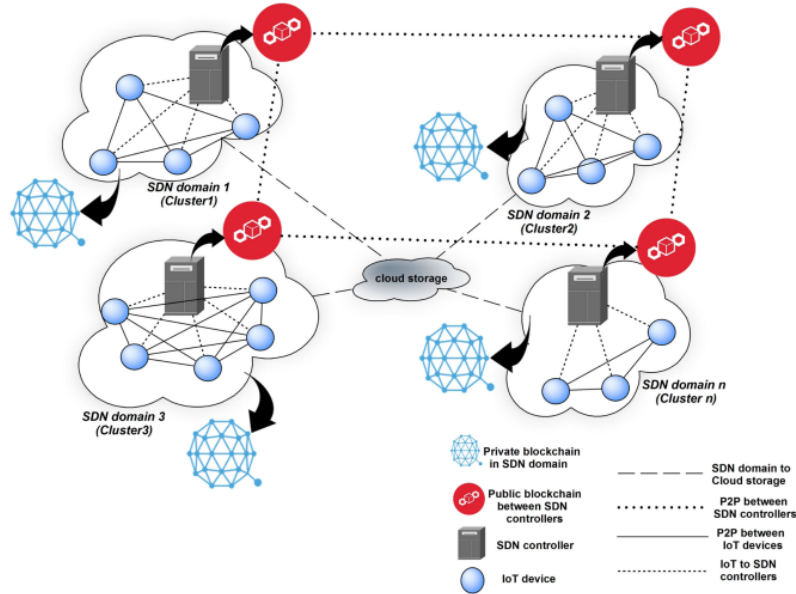 SDN domain 1
(Cluster1)
SDN domain 2
(Cluster2)
cloud storage
SDN domain 3
(Cluster3)
SDN domain n
(Cluster n)
Private blockchain
in SDN domain
Public blockchain
between SDN
controllers
SDN controller
IoT device
SDN domain to
Cloud storage
P2P between
SDN controllers
P2P between
IoT devices
IoT to SDN
controllers